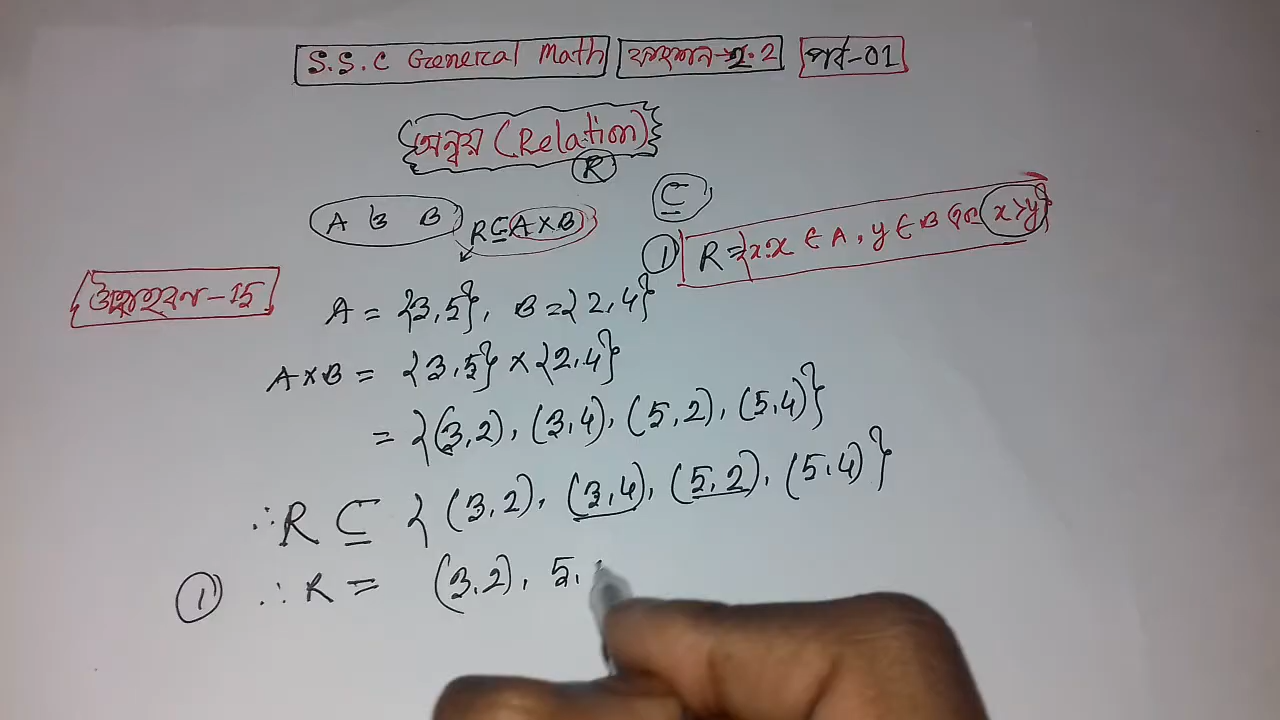 S.S.C General Math ফাংশন→2.2 পর্ব-01
অন্বয় (Relation)
R
A ও B R⊆A×B ⊆
① R={x:x ∈ A, y ∈ B এবং x>y}
উদাহরণ-15
A = {3,5}, B={2,4}
A×B = {3,5} × {2,4}
= {(3,2), (3,4), (5,2), (5,4)}
∴R ⊆ {(3,2), (3,4), (5,2), (5,4)}
① ∴R = (3,2), 5,